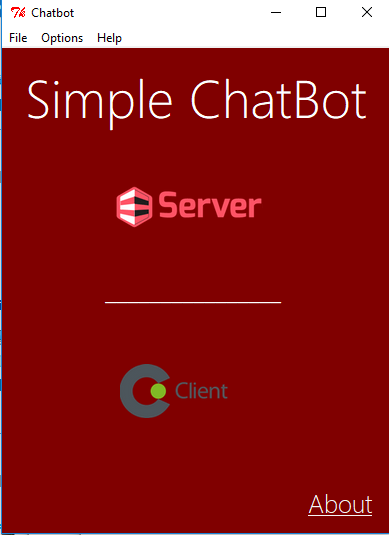 Chatbot
File Options Help
Simple ChatBot
Server
Client
About